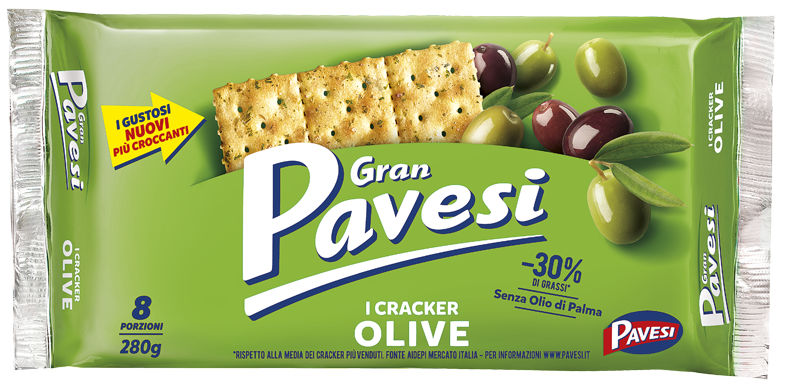 Gran
Pavesi
I CRACKER
OLIVE
I GUSTOSI
NUOVI
PIÙ CROCCANTI
Gran
Pavesi
-30%
DI GRASSI*
Senza Olio di Palma
I CRACKER
OLIVE
8
PORZIONI
280g
*RISPETTO ALLA MEDIA DEI CRACKER PIÙ VENDUTI. FONTE AIDEPI MERCATO ITALIA - PER INFORMAZIONI WWW.PAVESI.IT
PAVESI
I CRACKER
OLIVE
Gran
Pavesi